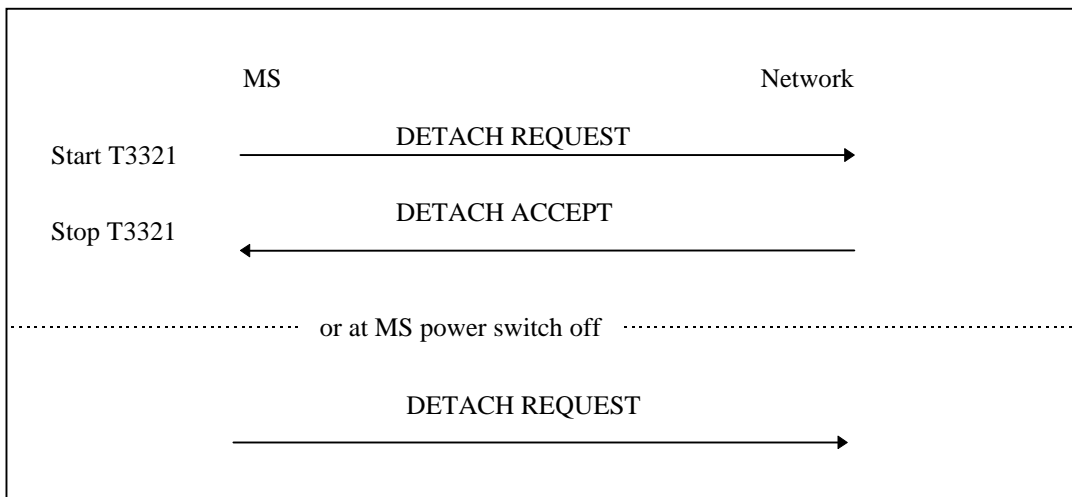 MS Network
DETACH REQUEST
Start T3321
DETACH ACCEPT
Stop T3321
or at MS power switch off
DETACH REQUEST